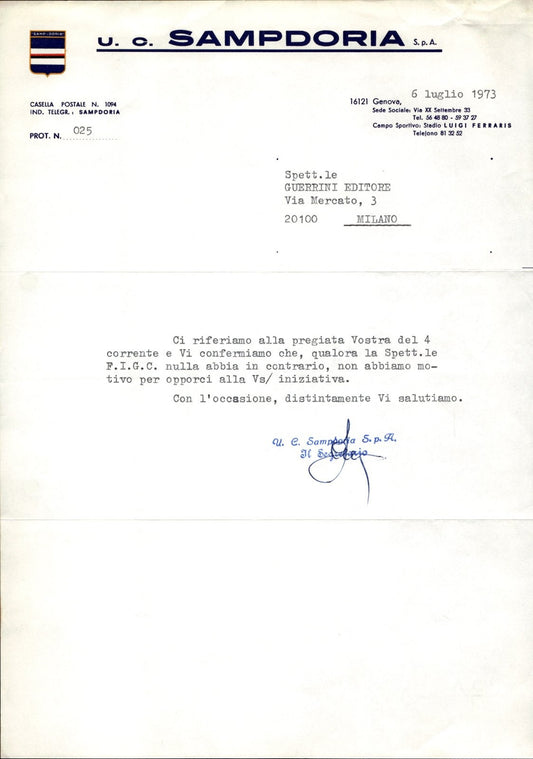 SAMP-DORIA
U. C. SAMPDORIA S.p.A.
CASELLA POSTALE N. 1094
IND. TELEGR.: SAMPDORIA
PROT. N. 025
16121 Genova, 6 luglio 1973
Sede Sociale: Via XX Settembre 33
Tel. 56 48 80 - 59 37 27
Campo Sportivo: Stadio LUIGI FERRARIS
Telefono 81 32 52
Spett.le
GUERRINI EDITORE
Via Mercato, 3
20100 MILANO
Ci riferiamo alla pregiata Vostra del 4
corrente e Vi confermiamo che, qualora la Spett.le
F.I.G.C. nulla abbia in contrario, non abbiamo mo-
tivo per opporci alla Vs/ iniziativa.
Con l'occasione, distintamente Vi salutiamo.
U. C. Sampdoria S.p.A.
Il Segretario